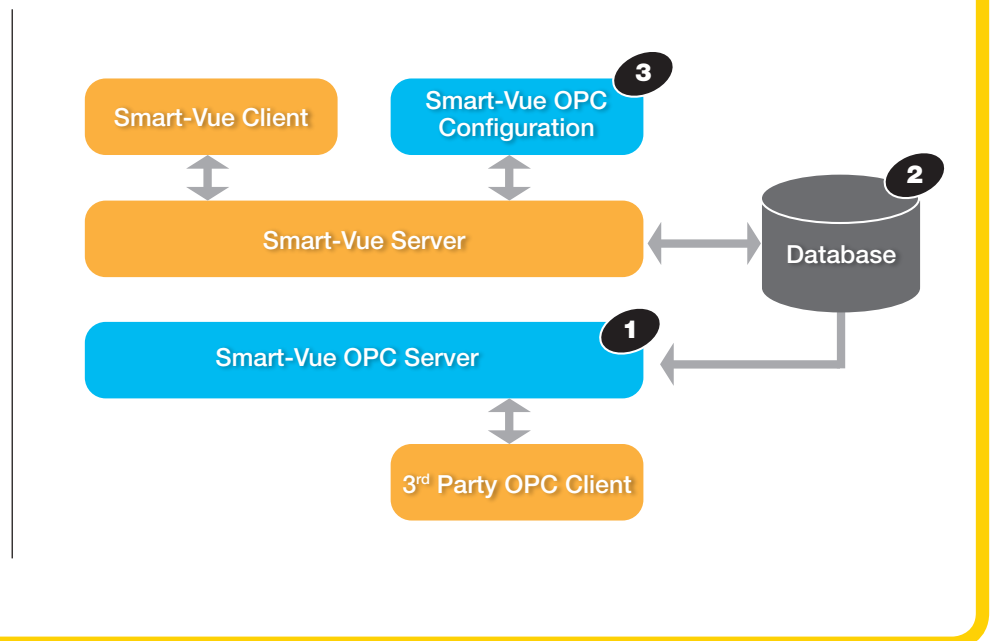 Smart-Vue Client
3
Smart-Vue OPC
Configuration
2
Smart-Vue Server
Database
1
Smart-Vue OPC Server
3rd Party OPC Client